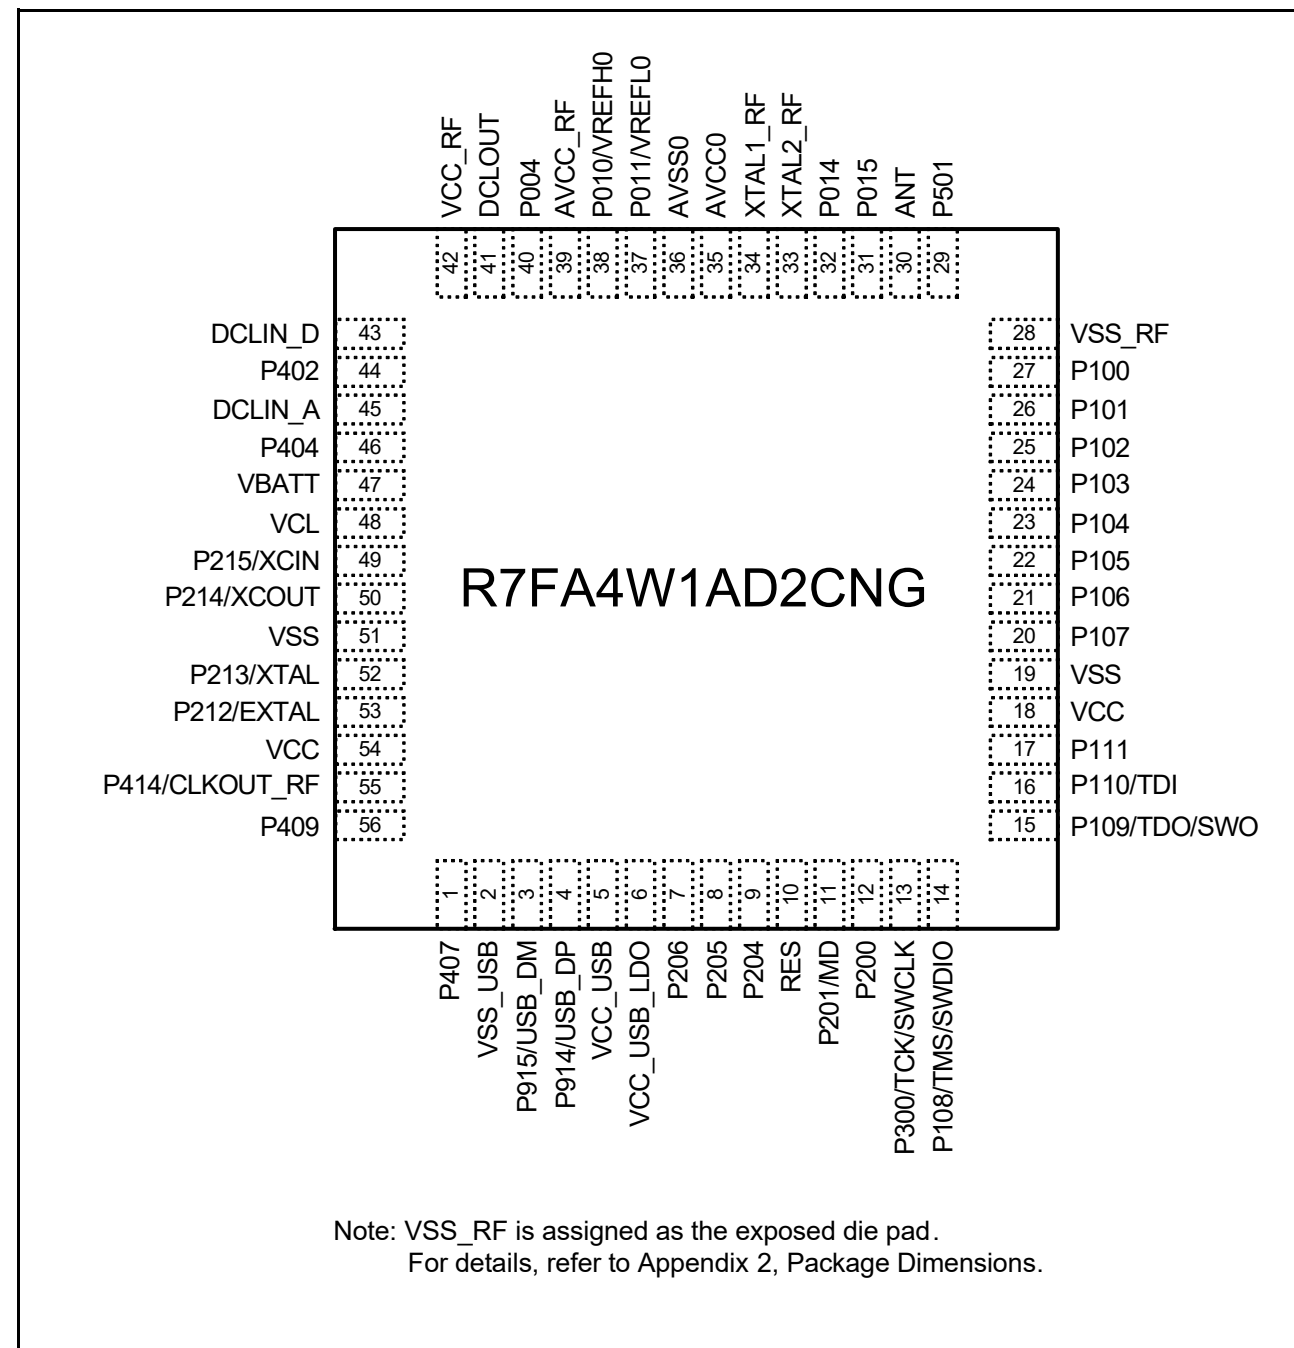 VCC_RF
DCLOUT
P004
AVCC_RF
P010/VREFH0
P011/VREFL0
AVSS0
AVCC0
XTAL1_RF
XTAL2_RF
P014
P015
ANT
P501
42 41 40 39 38 37 36 35 34 33 32 31 30 29
DCLIN_D 43
P402 44
DCLIN_A 45
P404 46
VBATT 47
VCL 48
P215/XCIN 49
P214/XCOUT 50
VSS 51
P213/XTAL 52
P212/EXTAL 53
VCC 54
P414/CLKOUT_RF 55
P409 56
R7FA4W1AD2CNG
28 VSS_RF
27 P100
26 P101
25 P102
24 P103
23 P104
22 P105
21 P106
20 P107
19 VSS
18 VCC
17 P111
16 P110/TDI
15 P109/TDO/SWO
1 2 3 4 5 6 7 8 9 10 11 12 13 14
P407
VSS_USB
P915/USB_DM
P914/USB_DP
VCC_USB
VCC_USB_LDO
P206
P205
P204
RES
P201/MD
P200
P300/TCK/SWCLK
P108/TMS/SWDIO
Note: VSS_RF is assigned as the exposed die pad.
For details, refer to Appendix 2, Package Dimensions.